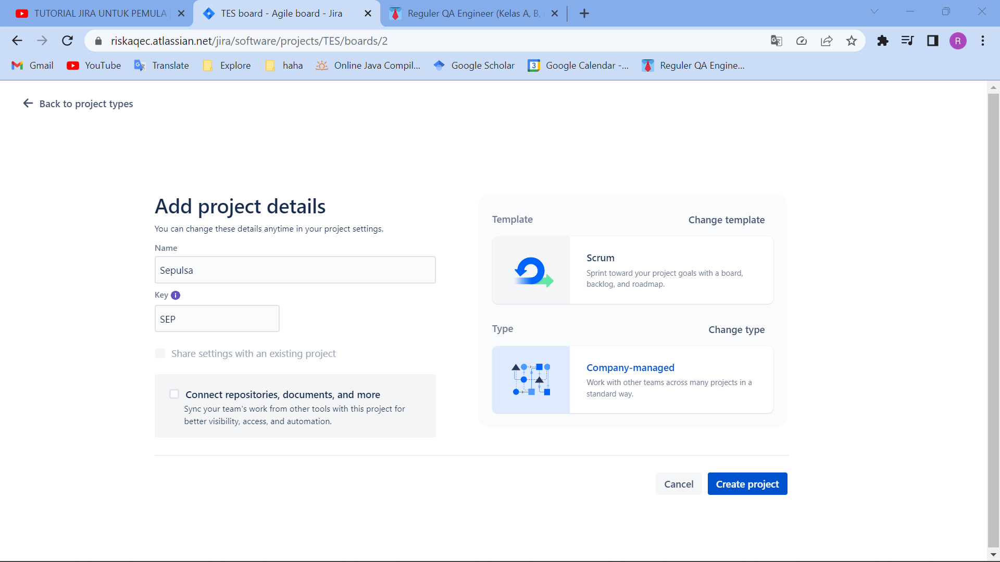 TUTORIAL JIRA UNTUK PEMULA
TES board - Agile board - Jira
Reguler QA Engineer (Kelas A, B,
riskaqec.atlassian.net/jira/software/projects/TES/boards/2
R
Gmail
YouTube
Translate
Explore
haha
Online Java Compil...
Google Scholar
3
Google Calendar -...
Reguler QA Engine...
Back to project types
Add project details
You can change these details anytime in your project settings.
Name
Sepulsa
Key i
SEP
Share settings with an existing project
Connect repositories, documents, and more
Sync your team's work from other tools with this project for
better visibility, access, and automation.
Template
Change template
Scrum
Sprint toward your project goals with a board,
backlog, and roadmap.
Type
Change type
Company-managed
Work with other teams across many projects in a
standard way.
Cancel
Create project